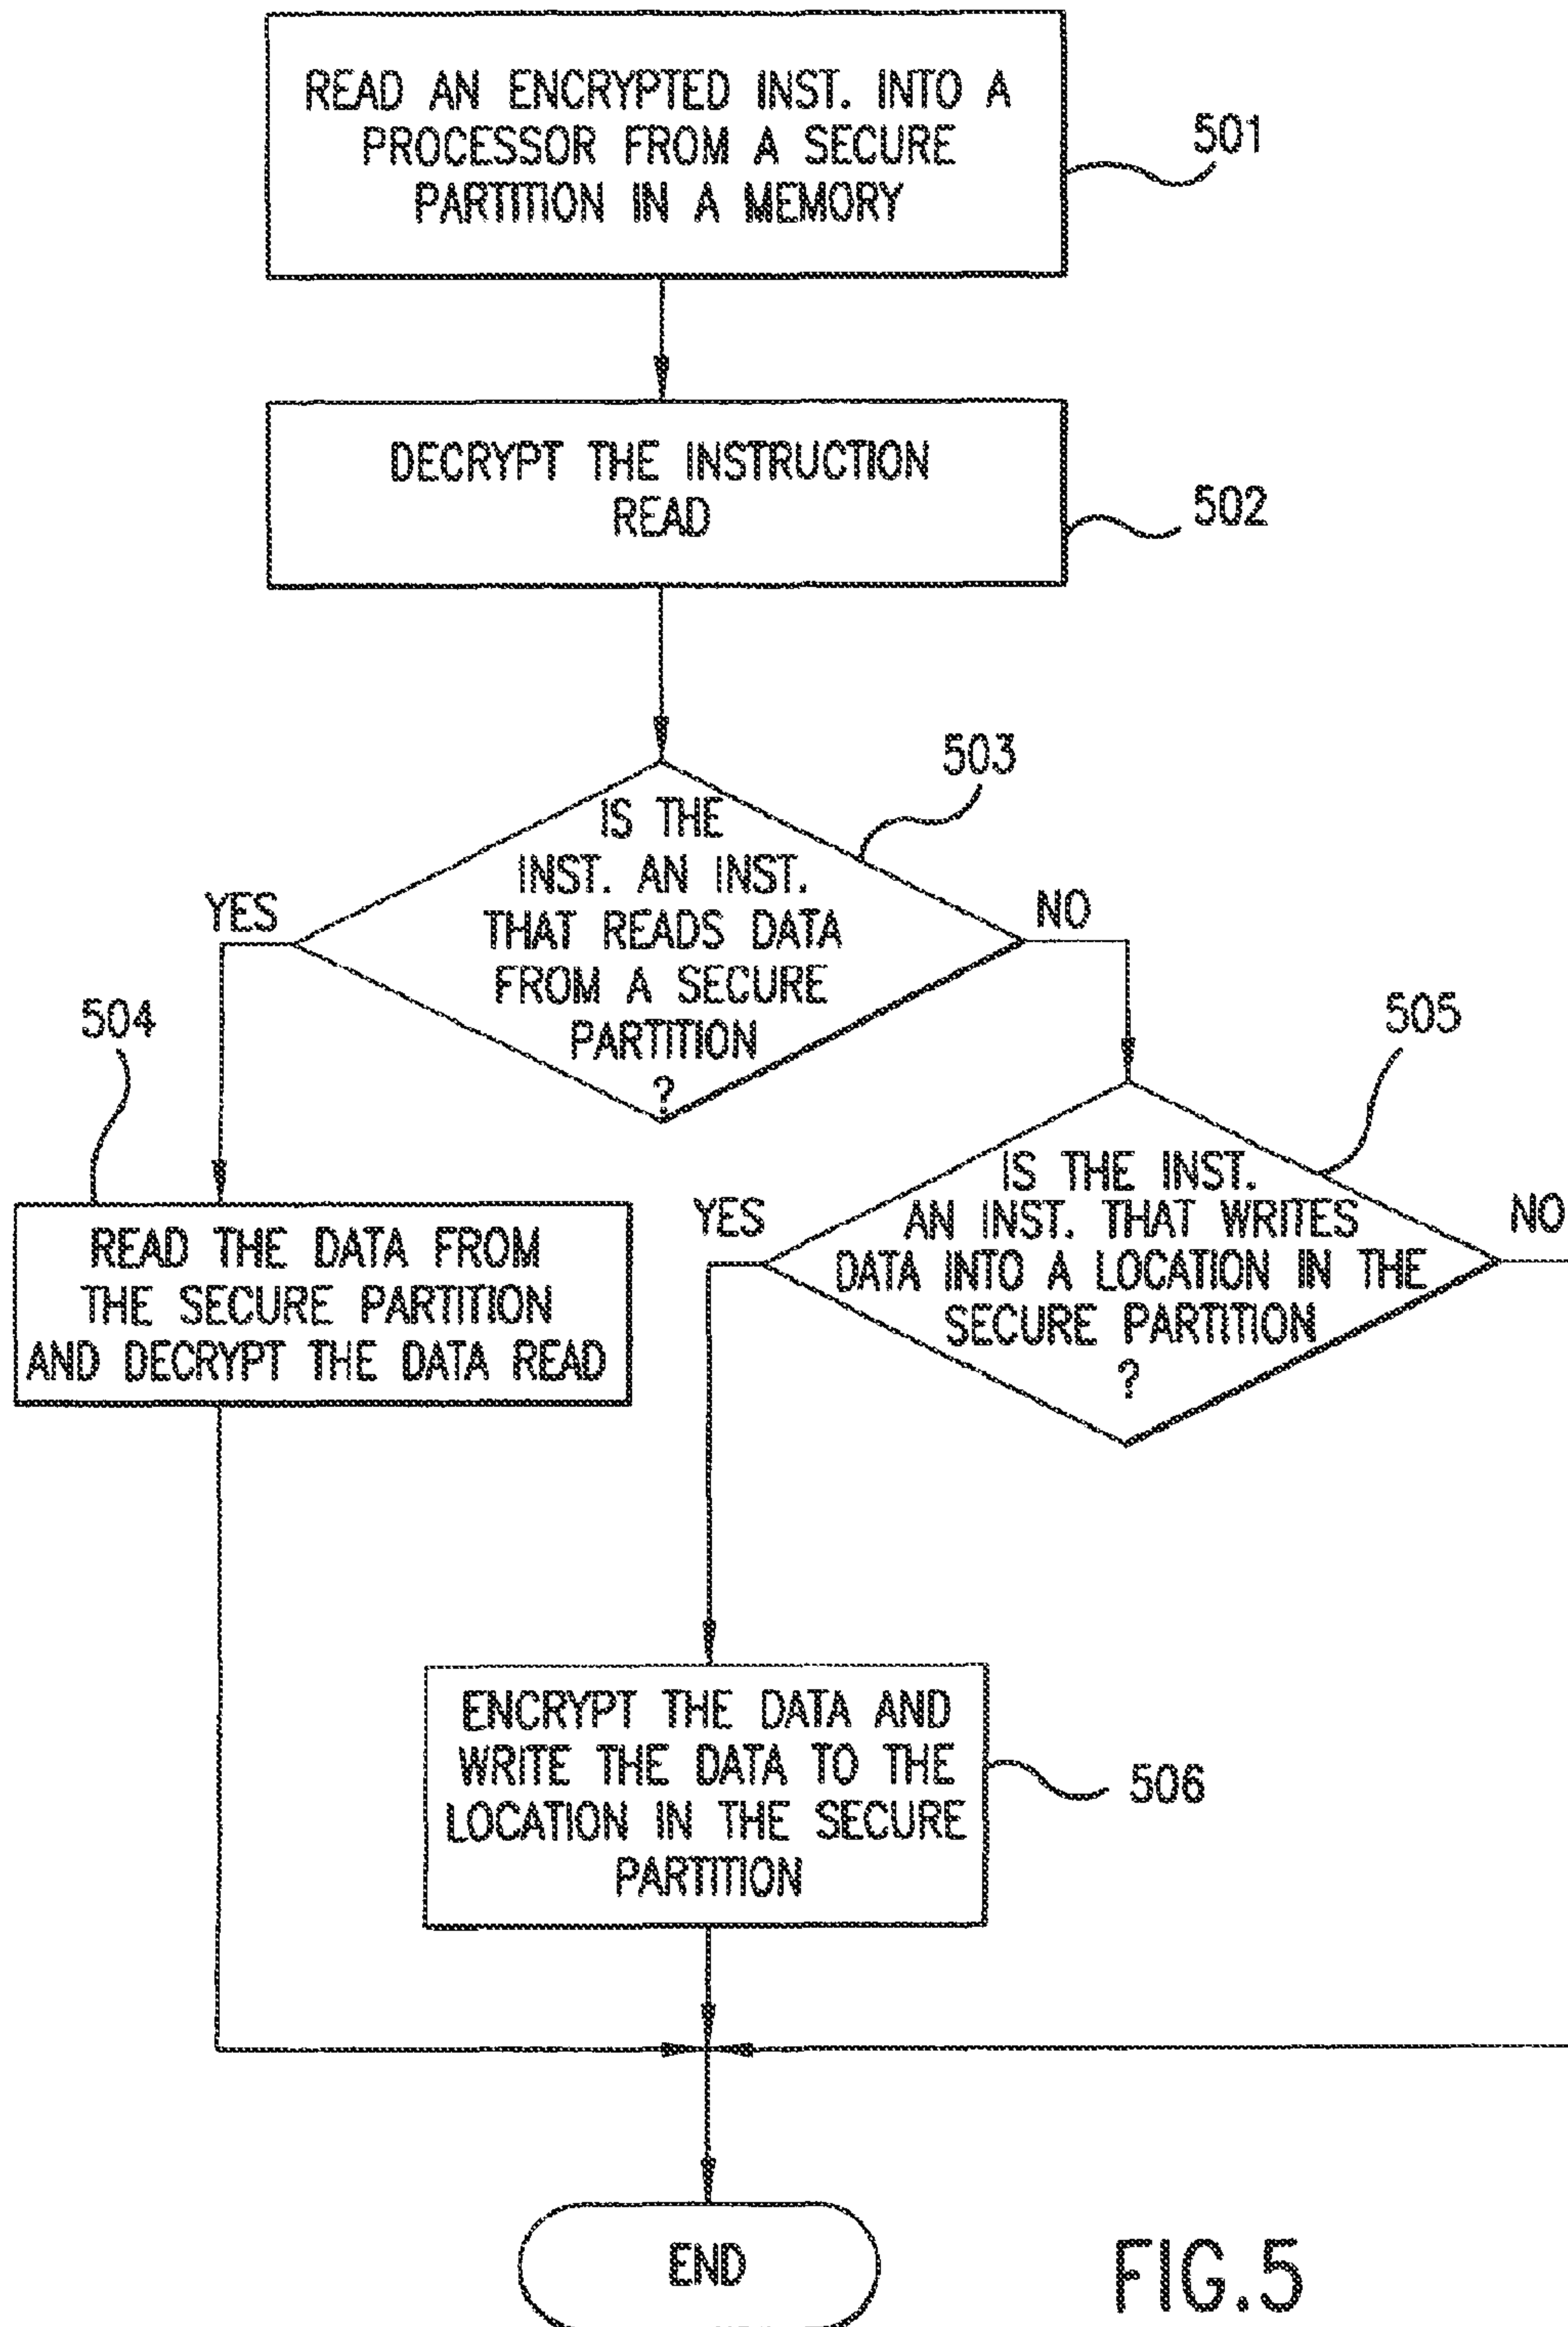 READ AN ENCRYPTED INST. INTO A
PROCESSOR FROM A SECURE
PARTITION IN A MEMORY
501
DECRYPT THE INSTRUCTION
READ
502
503
IS THE
INST. AN INST.
THAT READS DATA
FROM A SECURE
PARTITION
?
YES
NO
504
READ THE DATA FROM
THE SECURE PARTITION
AND DECRYPT THE DATA READ
505
IS THE INST.
AN INST. THAT WRITES
DATA INTO A LOCATION IN THE
SECURE PARTITION
?
YES
NO
ENCRYPT THE DATA AND
WRITE THE DATA TO THE
LOCATION IN THE SECURE
PARTITION
506
END
FIG.5